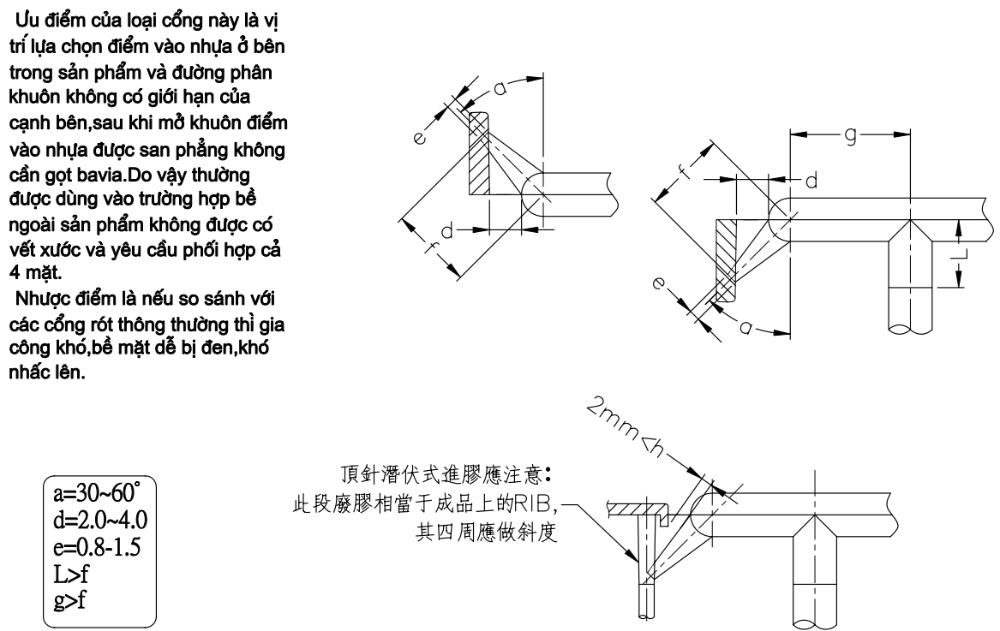 Ưu điểm của loại cổng này là vị
trí lựa chọn điểm vào nhựa ở bên
trong sản phẩm và đường phân
khuôn không có giới hạn của
cạnh bên,sau khi mở khuôn điểm
vào nhựa được san phẳng không
cần gọt bavia.Do vậy thường
được dùng vào trường hợp bề
ngoài sản phẩm không được có
vết xước và yêu cầu phối hợp cả
4 mặt.
Nhược điểm là nếu so sánh với
các cổng rót thông thường thì gia
công khó,bề mặt dễ bị đen,khó
nhấc lên.
a
e
d
f
g
f
d
L
e
a
2mm<h
頂針潛伏式進膠應注意:
此段廢膠相當于成品上的RIB,
其四周應做斜度
a=30~60°
d=2.0~4.0
e=0.8-1.5
L>f
g>f